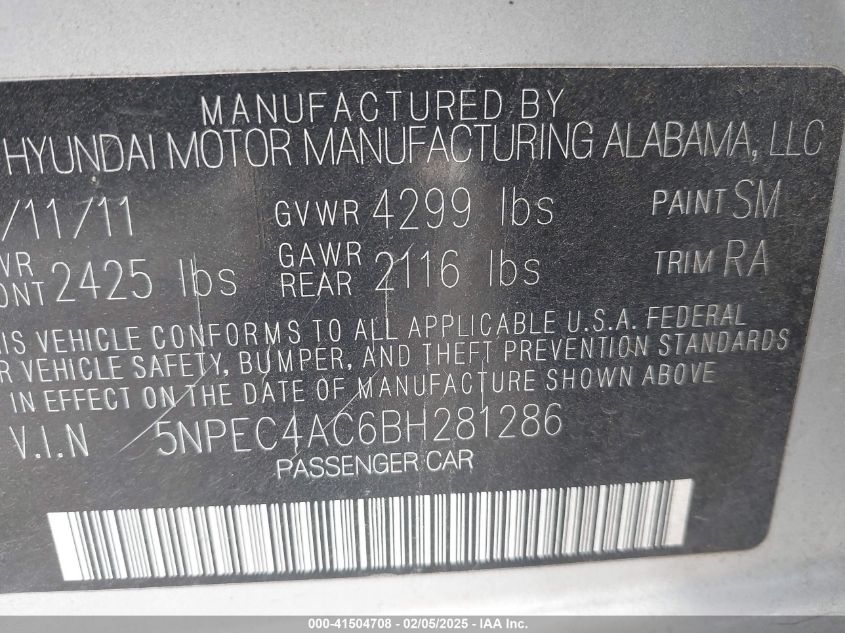 MANUFACTURED BY
HYUNDAI MOTOR MANUFACTURING ALABAMA, LLC
/11/11 GVWR 4299 lbs PAINT SM
WR ONT 2425 lbs GAWR REAR 2116 lbs TRIM RA
IS VEHICLE CONFORMS TO ALL APPLICABLE U.S.A. FEDERAL
R VEHICLE SAFETY, BUMPER, AND THEFT PREVENTION STANDARDS
IN EFFECT ON THE DATE OF MANUFACTURE SHOWN ABOVE
V.I.N 5NPEC4AC6BH281286
PASSENGER CAR
000-41504708 - 02/05/2025 - IAA Inc.